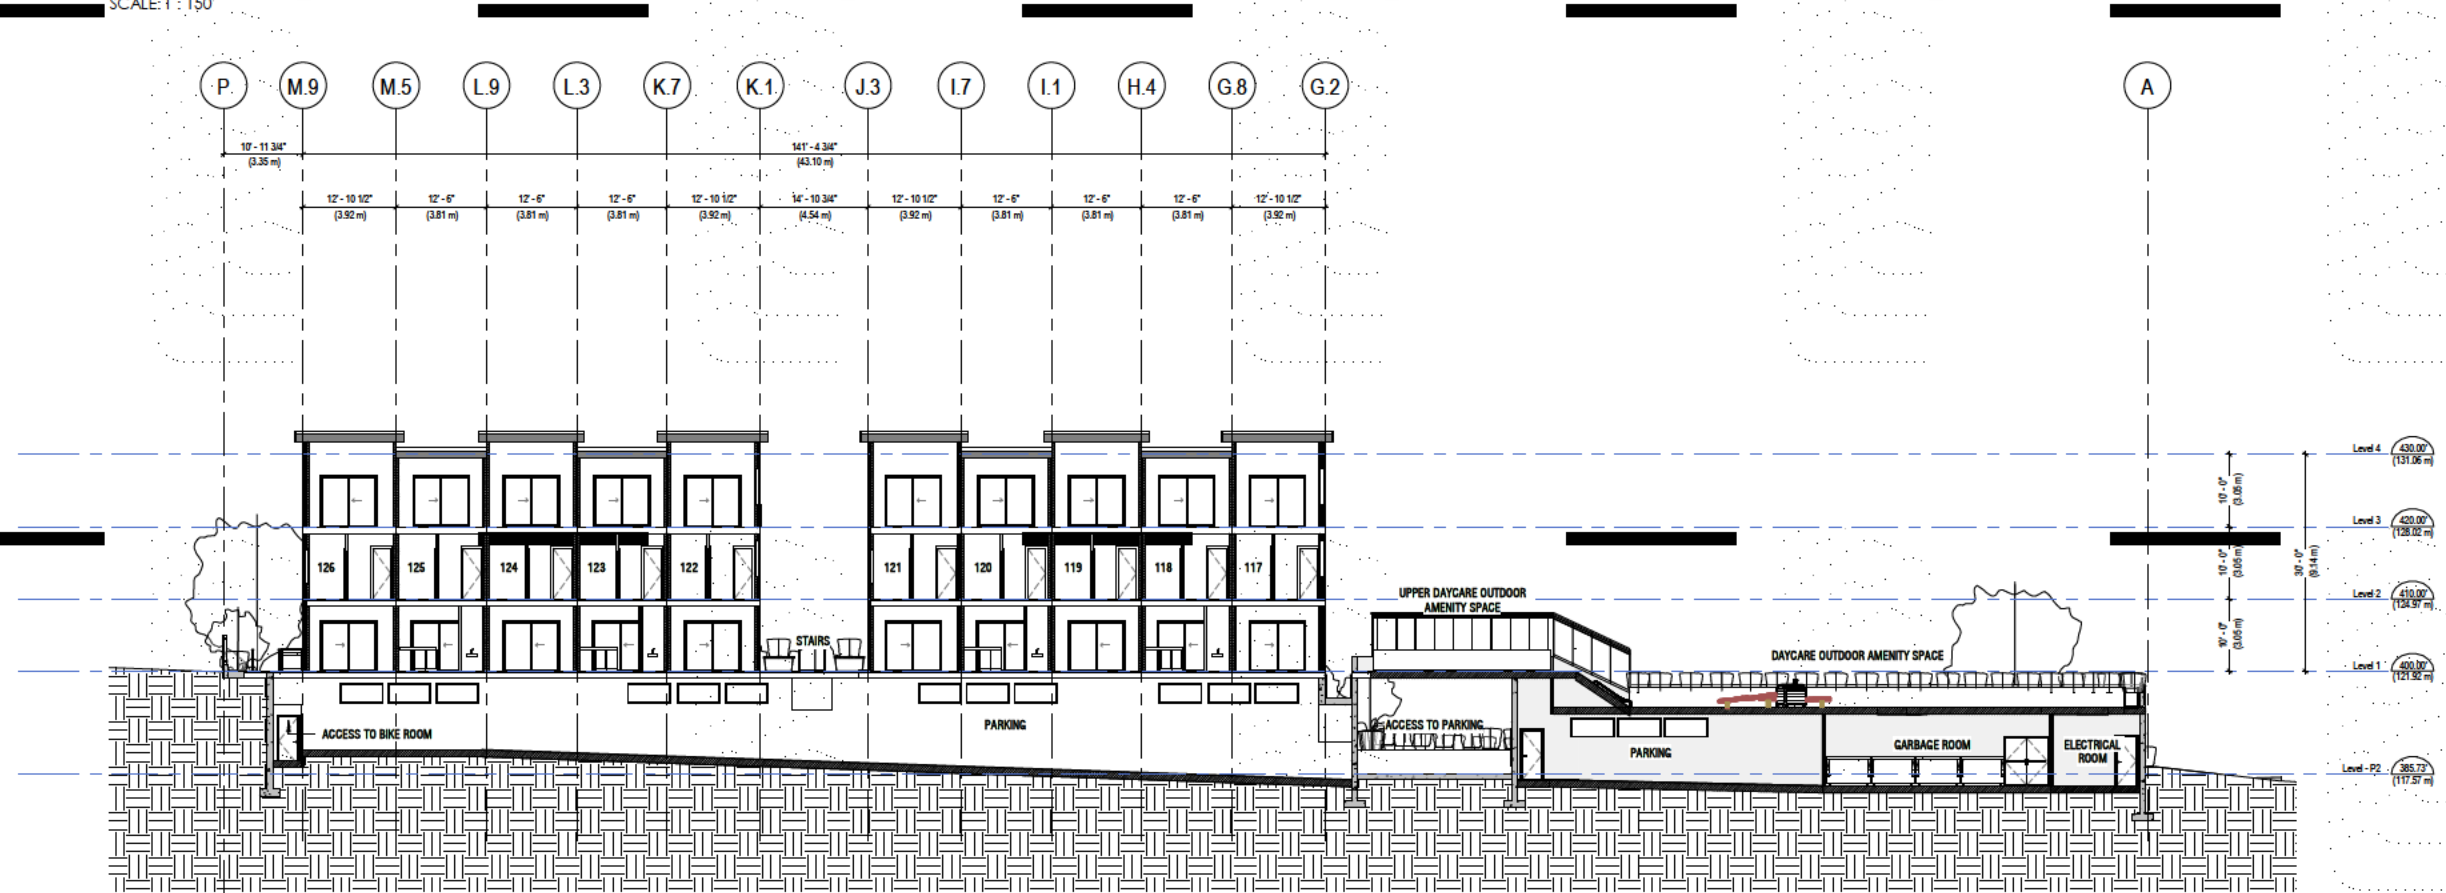 SCALE: 1 : 150
P M.9 M.5 L.9 L.3 K.7 K.1 J.3 I.7 I.1 H.4 G.8 G.2 A
10' - 11 3/4" 141' - 4 3/4"
(3.35 m) (43.10 m)
12' - 10 1/2" 12' - 6" 12' - 6" 12' - 6" 12' - 10 1/2" 14' - 10 3/4" 12' - 10 1/2" 12' - 6" 12' - 6" 12' - 6" 12' - 10 1/2"
(3.92 m) (3.81 m) (3.81 m) (3.81 m) (3.92 m) (4.54 m) (3.92 m) (3.81 m) (3.81 m) (3.81 m) (3.92 m)
Level 4 430.00'
(131.06 m)
10' - 0"
(3.05 m)
Level 3 420.00'
(128.02 m)
10' - 0"
(3.05 m)
30' - 0"
(9.14 m)
126 125 124 123 122 121 120 119 118 117
Level 2 410.00'
(124.97 m)
10' - 0"
(3.05 m)
UPPER DAYCARE OUTDOOR
AMENITY SPACE
STAIRS
DAYCARE OUTDOOR AMENITY SPACE
Level 1 400.00'
(121.92 m)
ACCESS TO BIKE ROOM
PARKING
ACCESS TO PARKING
PARKING
GARBAGE ROOM
ELECTRICAL
ROOM
Level - P2 385.73'
(117.57 m)